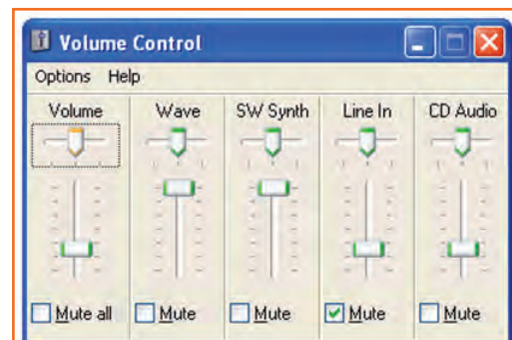 Volume Control
Options Help
Volume Wave SW Synth Line In CD Audio
Mute all Mute Mute Mute Mute